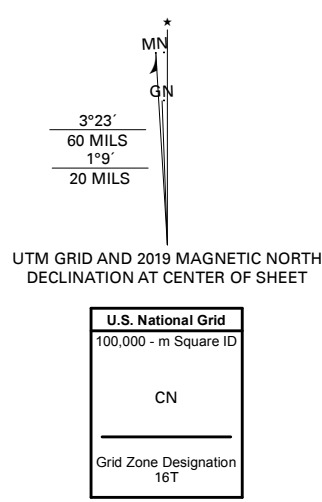 ★
MN
GN
3°23´
60 MILS
1°9´
20 MILS
UTM GRID AND 2019 MAGNETIC NORTH
DECLINATION AT CENTER OF SHEET
U.S. National Grid
100,000 - m Square ID
CN
Grid Zone Designation
16T